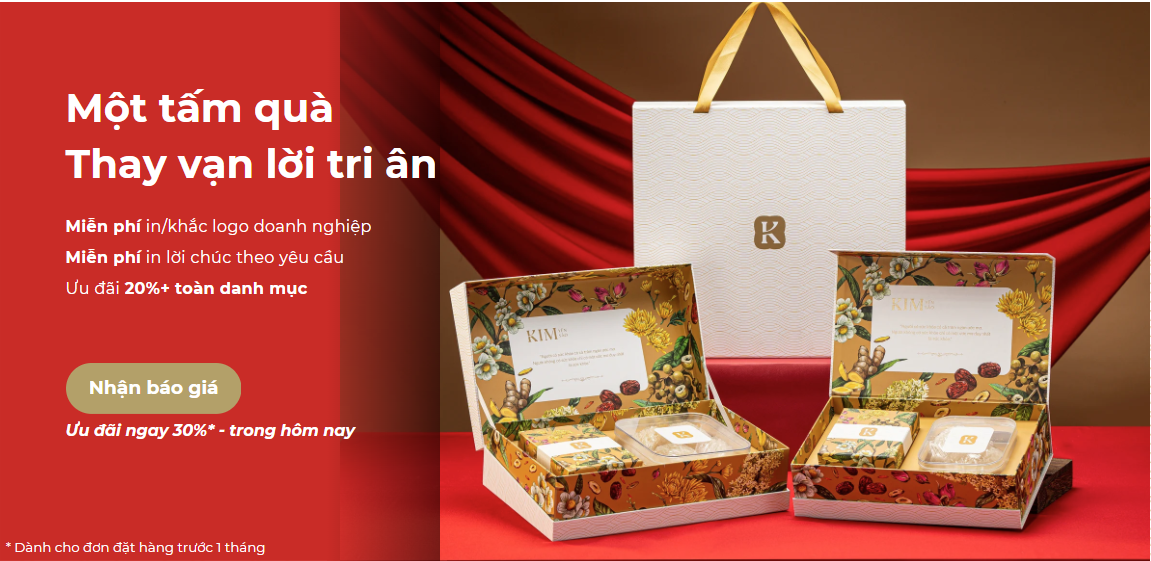 Một tấm quà
Thay vạn lời tri ân
Miễn phí in/khắc logo doanh nghiệp
Miễn phí in lời chúc theo yêu cầu
Ưu đãi 20%+ toàn danh mục
Nhận báo giá
Ưu đãi ngay 30%* - trong hôm nay
* Dành cho đơn đặt hàng trước 1 tháng
K
KIM
KIM
K
K